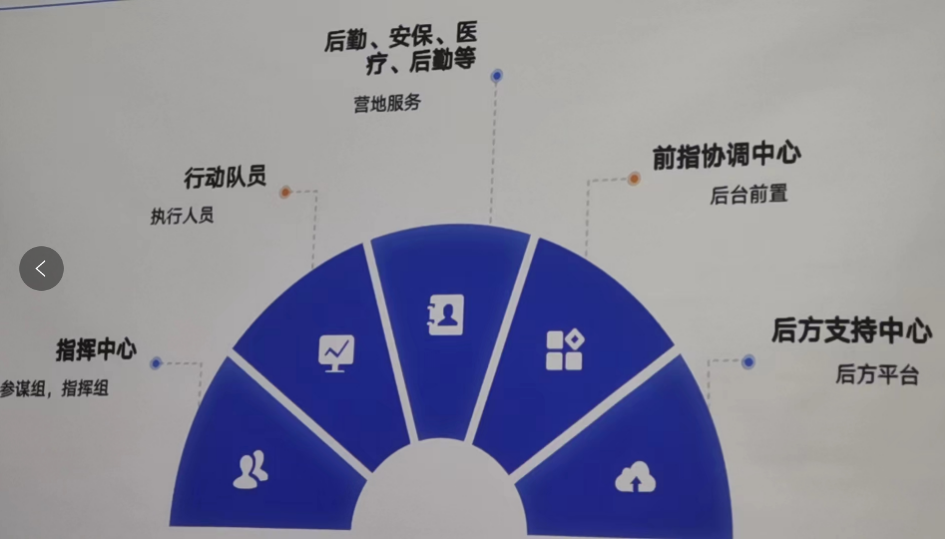 后勤、安保、医
疗、后勤等
营地服务
前指协调中心
后台前置
行动队员
执行人员
后方支持中心
后方平台
指挥中心
参谋组，指挥组